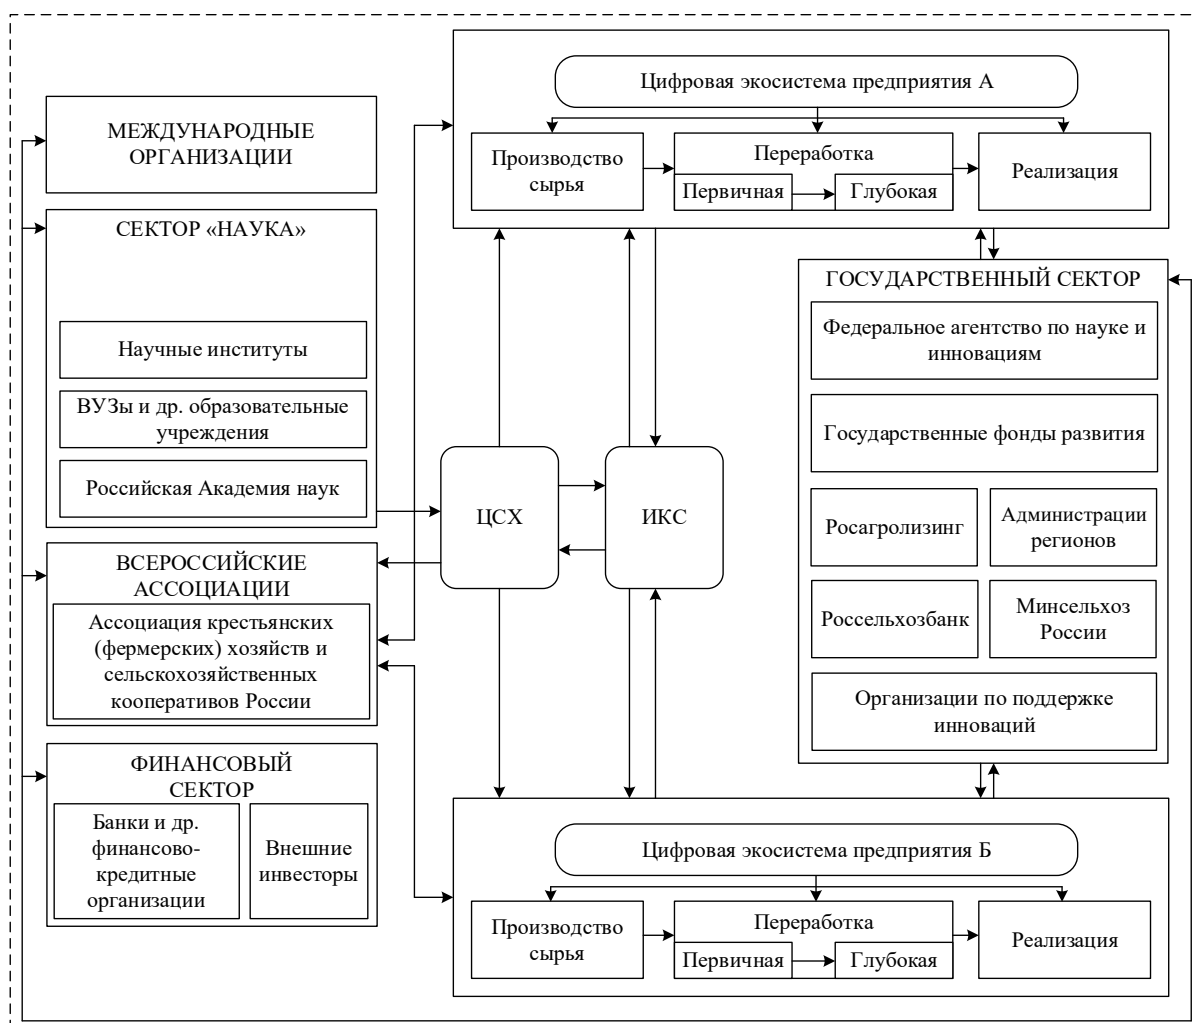 МЕЖДУНАРОДНЫЕ
ОРГАНИЗАЦИИ
СЕКТОР «НАУКА»
Научные институты
ВУЗы и др. образовательные
учреждения
Российская Академия наук
ВСЕРОССИЙСКИЕ
АССОЦИАЦИИ
Ассоциация крестьянских
(фермерских) хозяйств и
сельскохозяйственных
кооперативов России
ФИНАНСОВЫЙ
СЕКТОР
Банки и др.
финансово-
кредитные
организации
Внешние
инвесторы
Цифровая экосистема предприятия А
Производство
сырья
Переработка
Первичная
Глубокая
Реализация
ЦСХ
ИКС
ГОСУДАРСТВЕННЫЙ СЕКТОР
Федеральное агентство по науке и
инновациям
Государственные фонды развития
Росагролизинг
Администрации
регионов
Россельхозбанк
Минсельхоз
России
Организации по поддержке
инноваций
Цифровая экосистема предприятия Б
Производство
сырья
Переработка
Первичная
Глубокая
Реализация